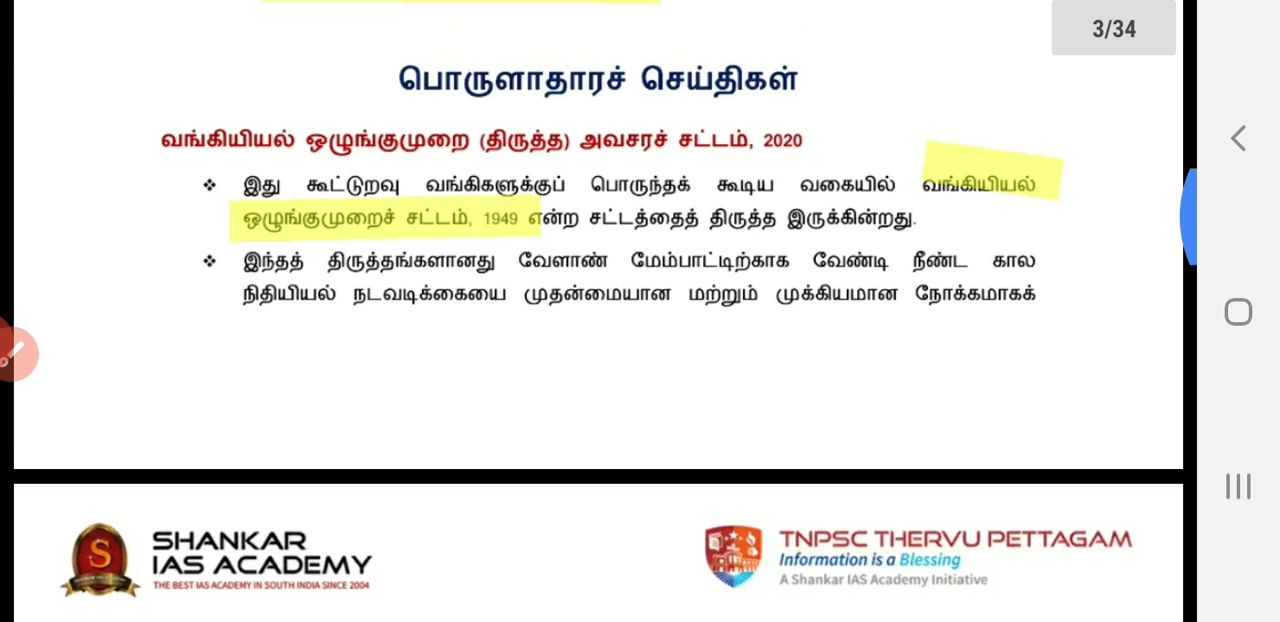 3/34
பொருளாதாரச் செய்திகள்
வங்கியியல் ஒழுங்குமுறை (திருத்த) அவசரச் சட்டம், 2020
❖ இது கூட்டுறவு வங்கிகளுக்குப் பொருந்தக் கூடிய வகையில் வங்கியியல்
ஒழுங்குமுறைச் சட்டம், 1949 என்ற சட்டத்தைத் திருத்த இருக்கின்றது.
❖ இந்தத் திருத்தங்களானது வேளாண் மேம்பாட்டிற்காக வேண்டி நீண்ட கால
நிதியியல் நடவடிக்கையை முதன்மையான மற்றும் முக்கியமான நோக்கமாகக்
SHANKAR
IAS ACADEMY
THE BEST IAS ACADEMY IN SOUTH INDIA SINCE 2004
TNPSC THERVU PETTAGAM
Information is a Blessing
A Shankar IAS Academy Initiative